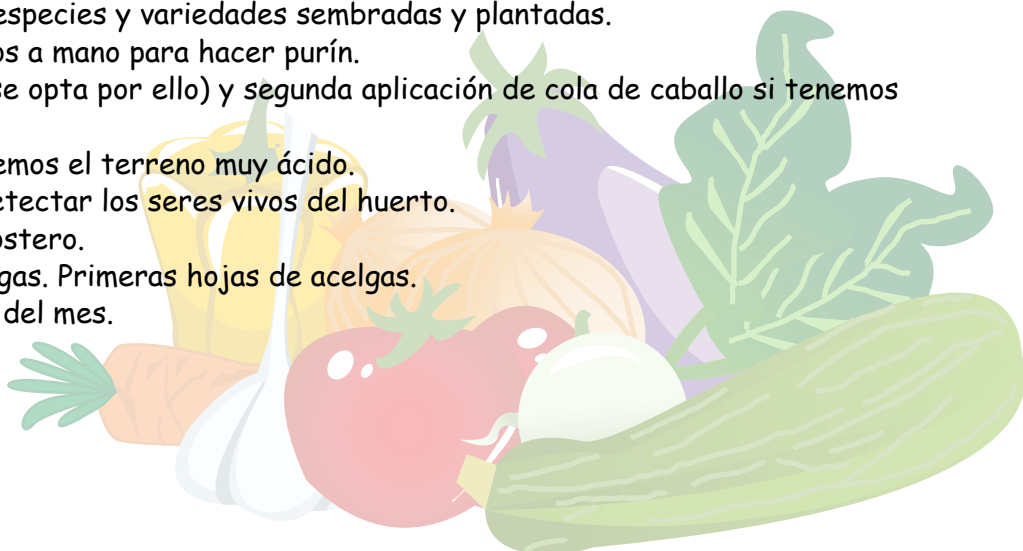 especies y variedades sembradas y plantadas.
os a mano para hacer purín.
se opta por ello) y segunda aplicación de cola de caballo si tenemos
emos el terreno muy ácido.
etectar los seres vivos del huerto.
ostero.
gas. Primeras hojas de acelgas.
del mes.